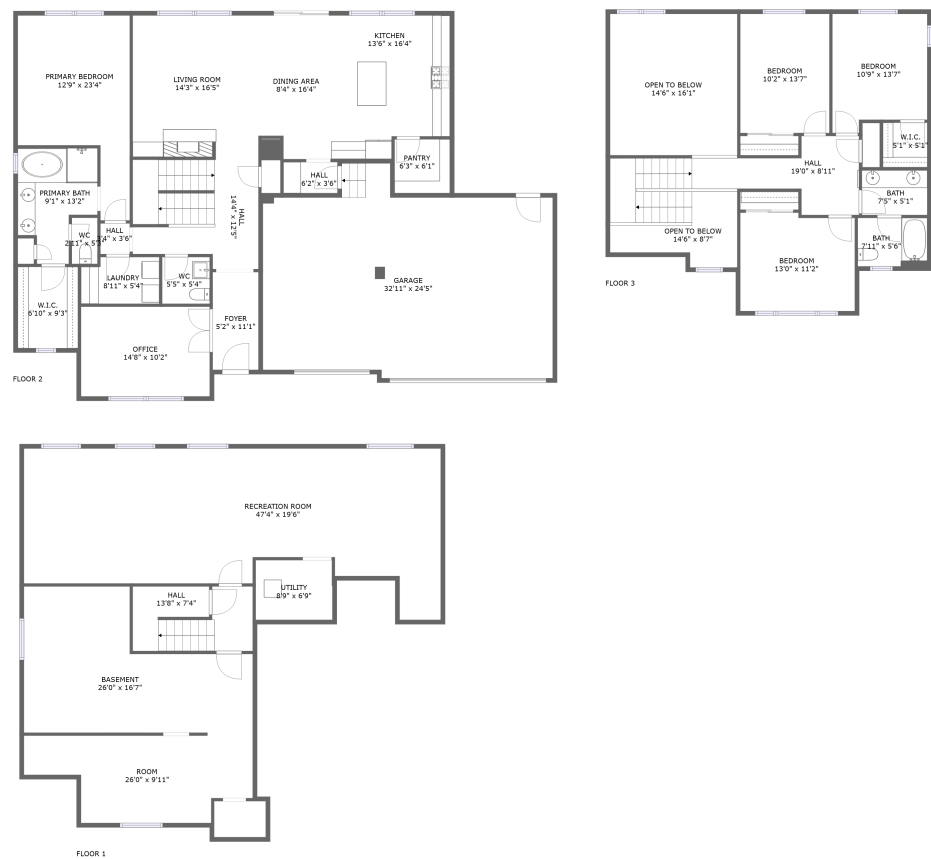 PRIMARY BEDROOM
12'9" x 23'4"
LIVING ROOM
14'3" x 16'5"
DINING AREA
8'4" x 16'4"
KITCHEN
13'6" x 16'4"
PANTRY
6'3" x 6'1"
HALL
6'2" x 3'6"
PRIMARY BATH
9'1" x 13'2"
WC
2'11" x 5'3"
HALL
3'6"
HALL
14'4" x 12'5"
LAUNDRY
8'11" x 5'4"
WC
5'5" x 5'4"
GARAGE
32'11" x 24'5"
W.I.C.
6'10" x 9'3"
FOYER
5'2" x 11'1"
OFFICE
14'8" x 10'2"
FLOOR 2
OPEN TO BELOW
14'6" x 16'1"
BEDROOM
10'2" x 13'7"
BEDROOM
10'9" x 13'7"
W.I.C.
5'1" x 5'1"
HALL
19'0" x 8'11"
BATH
7'5" x 5'1"
OPEN TO BELOW
14'6" x 8'7"
BATH
7'11" x 5'6"
BEDROOM
13'0" x 11'2"
FLOOR 3
RECREATION ROOM
47'4" x 19'6"
UTILITY
8'9" x 6'9"
HALL
13'8" x 7'4"
BASEMENT
26'0" x 16'7"
ROOM
26'0" x 9'11"
FLOOR 1